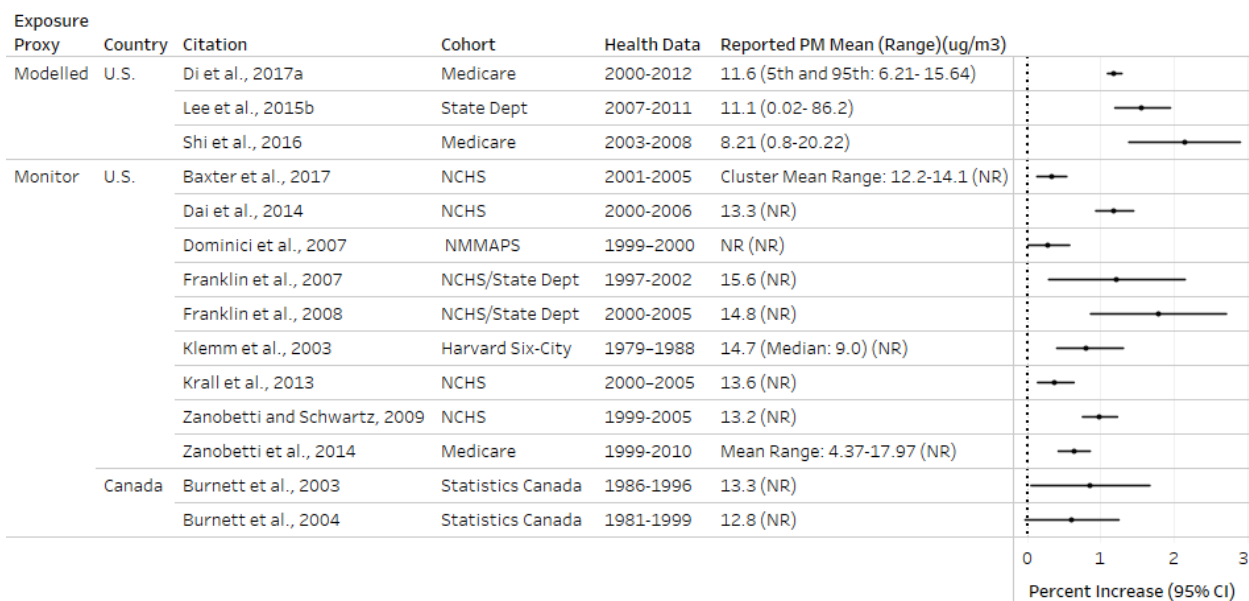 Exposure
Proxy Country Citation Cohort Health Data Reported PM Mean (Range)(ug/m3)
Modelled U.S. Di et al., 2017a Medicare 2000-2012 11.6 (5th and 95th: 6.21- 15.64)
Lee et al., 2015b State Dept 2007-2011 11.1 (0.02- 86.2)
Shi et al., 2016 Medicare 2003-2008 8.21 (0.8-20.22)
Monitor U.S. Baxter et al., 2017 NCHS 2001-2005 Cluster Mean Range: 12.2-14.1 (NR)
Dai et al., 2014 NCHS 2000-2006 13.3 (NR)
Dominici et al., 2007 NMMAPS 1999–2000 NR (NR)
Franklin et al., 2007 NCHS/State Dept 1997-2002 15.6 (NR)
Franklin et al., 2008 NCHS/State Dept 2000-2005 14.8 (NR)
Klemm et al., 2003 Harvard Six-City 1979–1988 14.7 (Median: 9.0) (NR)
Krall et al., 2013 NCHS 2000–2005 13.6 (NR)
Zanobetti and Schwartz, 2009 NCHS 1999-2005 13.2 (NR)
Zanobetti et al., 2014 Medicare 1999-2010 Mean Range: 4.37-17.97 (NR)
Canada Burnett et al., 2003 Statistics Canada 1986-1996 13.3 (NR)
Burnett et al., 2004 Statistics Canada 1981-1999 12.8 (NR)
0 1 2 3
Percent Increase (95% CI)